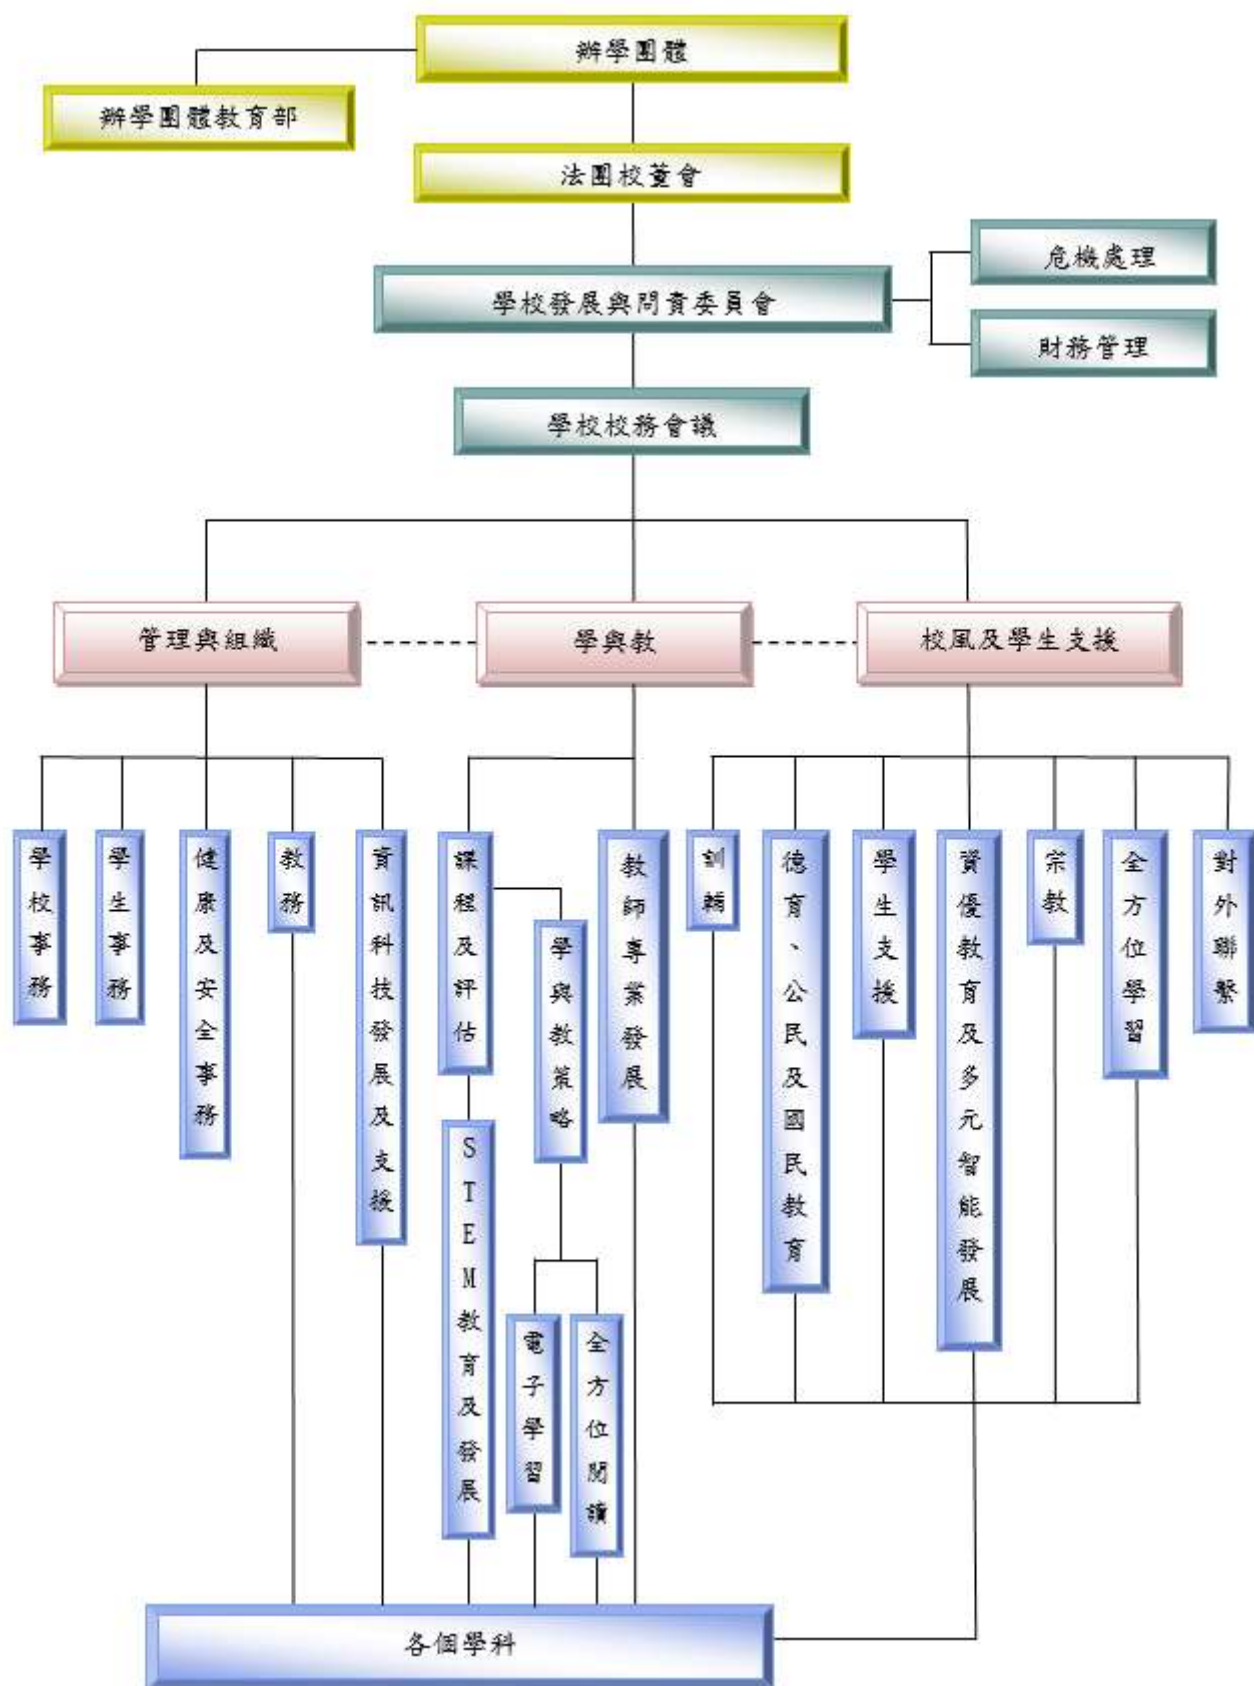 辦學團體
辦學團體教育部
法團校董會
學校發展與問責委員會
危機處理
財務管理
學校校務會議
管理與組織
學與教
校風及學生支援
學校事務
學生事務
健康及安全事務
教務
資訊科技發展及支援
課程及評估
學與教策略
教師專業發展
訓輔
德育、公民及國民教育
學生支援
資優教育及多元智能發展
宗教
全方位學習
對外聯繫
STEM教育及發展
電子學習
全方位閱讀
各個學科